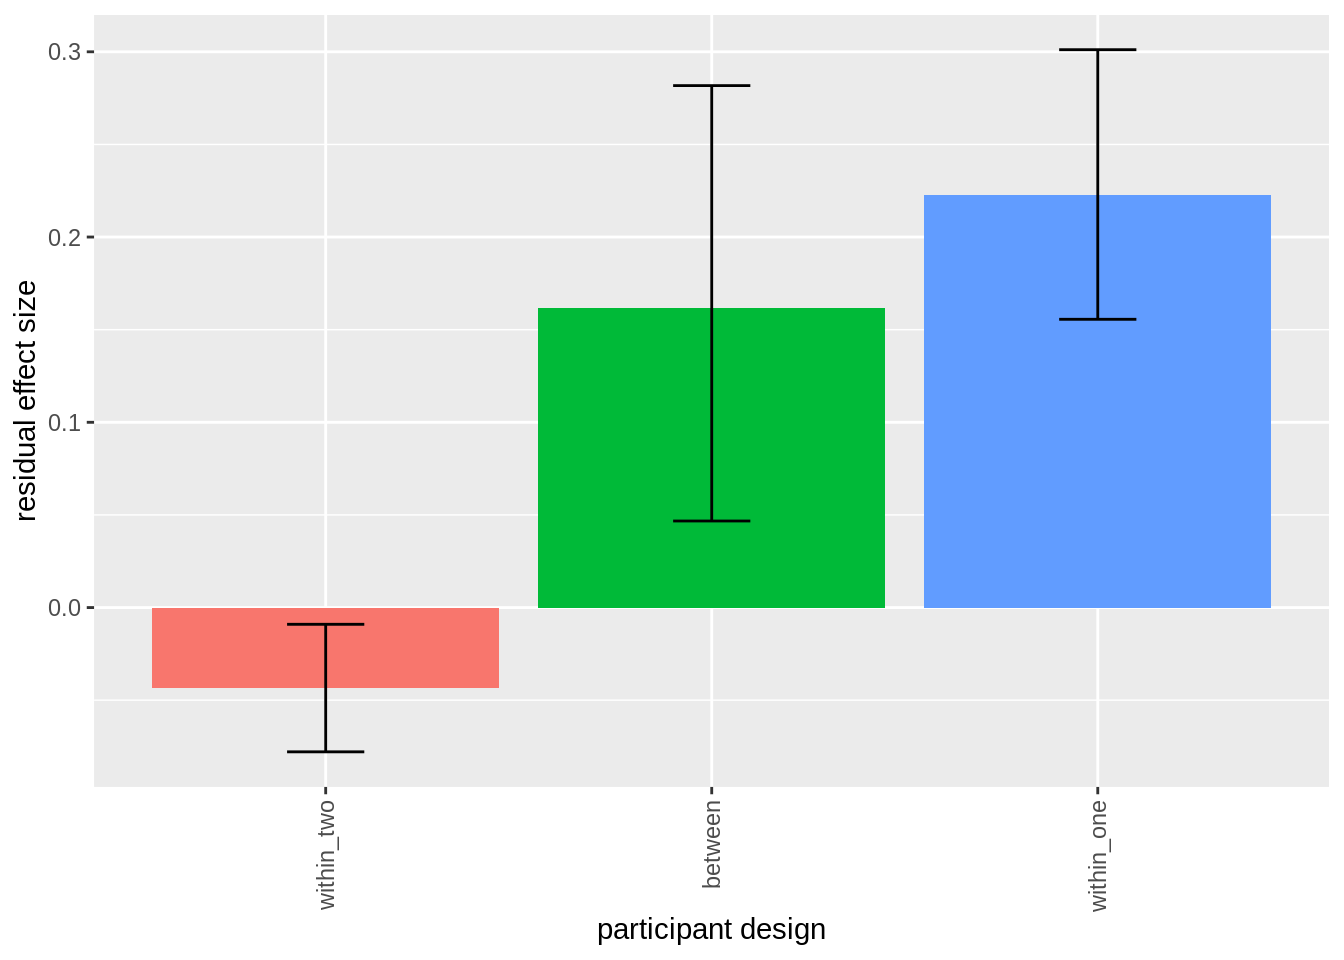 0.3
0.2
0.1
0.0
residual effect size
within_two
between
within_one
participant design